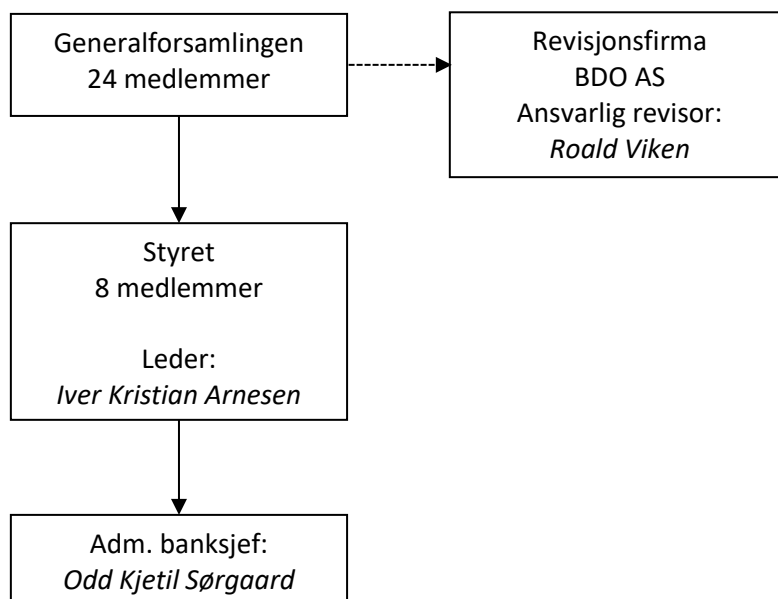 Generalforsamlingen
24 medlemmer
Revisjonsfirma
BDO AS
Ansvarlig revisor:
Roald Viken
Styret
8 medlemmer
Leder:
Iver Kristian Arnesen
Adm. banksjef:
Odd Kjetil Sørgaard